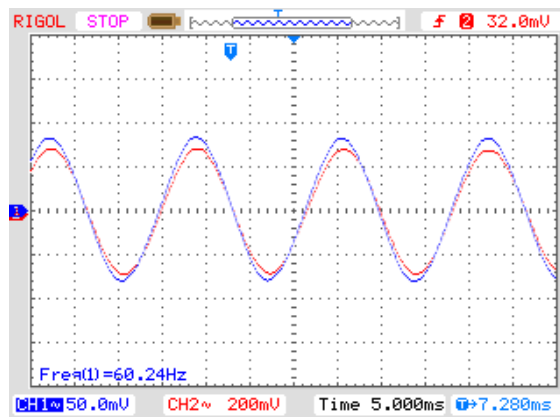 RIGOL STOP T f 2 32.0mV
T
1
Freq(1)=60.24Hz
CH1~ 50.0mV CH2~ 200mV Time 5.000ms T→7.280ms